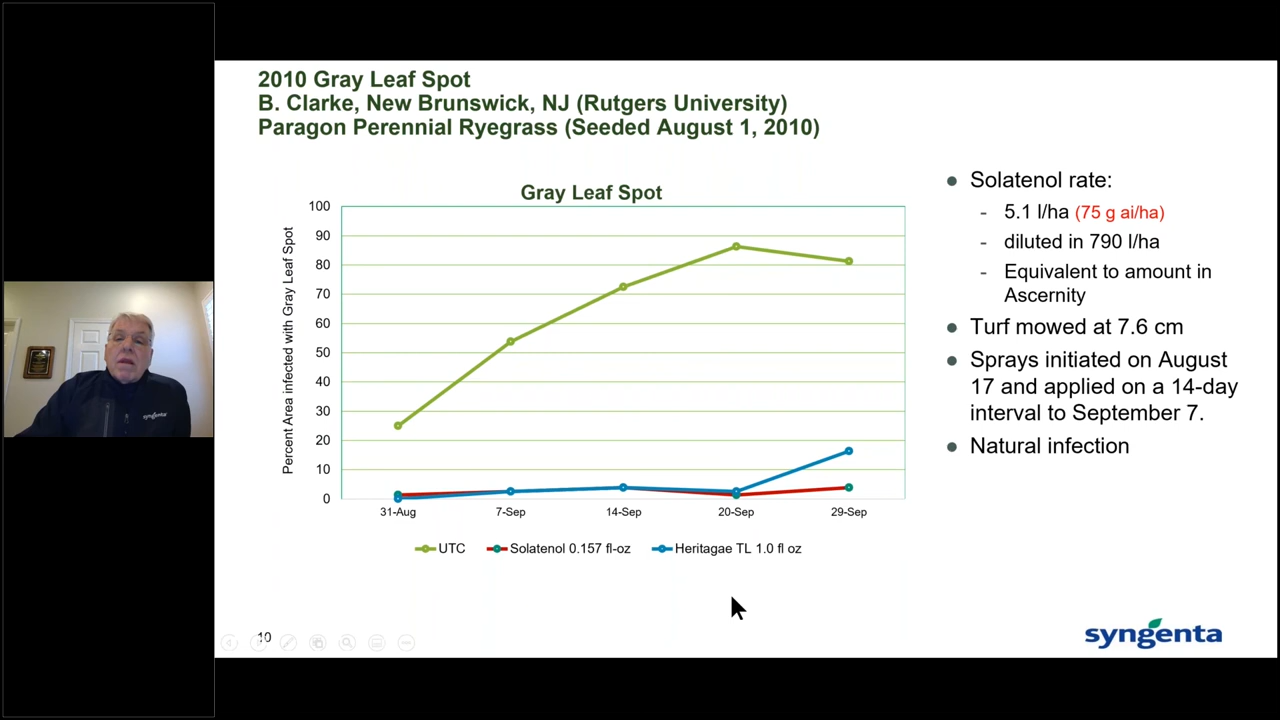 2010 Gray Leaf Spot
B. Clarke, New Brunswick, NJ (Rutgers University)
Paragon Perennial Ryegrass (Seeded August 1, 2010)
Gray Leaf Spot
Percent Area infected with Gray Leaf Spot
100
90
80
70
60
50
40
30
20
10
0
31-Aug
7-Sep
14-Sep
20-Sep
29-Sep
UTC
Solatenol 0.157 fl-oz
Heritagae TL 1.0 fl oz
● Solatenol rate:
- 5.1 l/ha (75 g ai/ha)
- diluted in 790 l/ha
- Equivalent to amount in
Ascernity
● Turf mowed at 7.6 cm
● Sprays initiated on August
17 and applied on a 14-day
interval to September 7.
● Natural infection
syngenta
10
syngenta